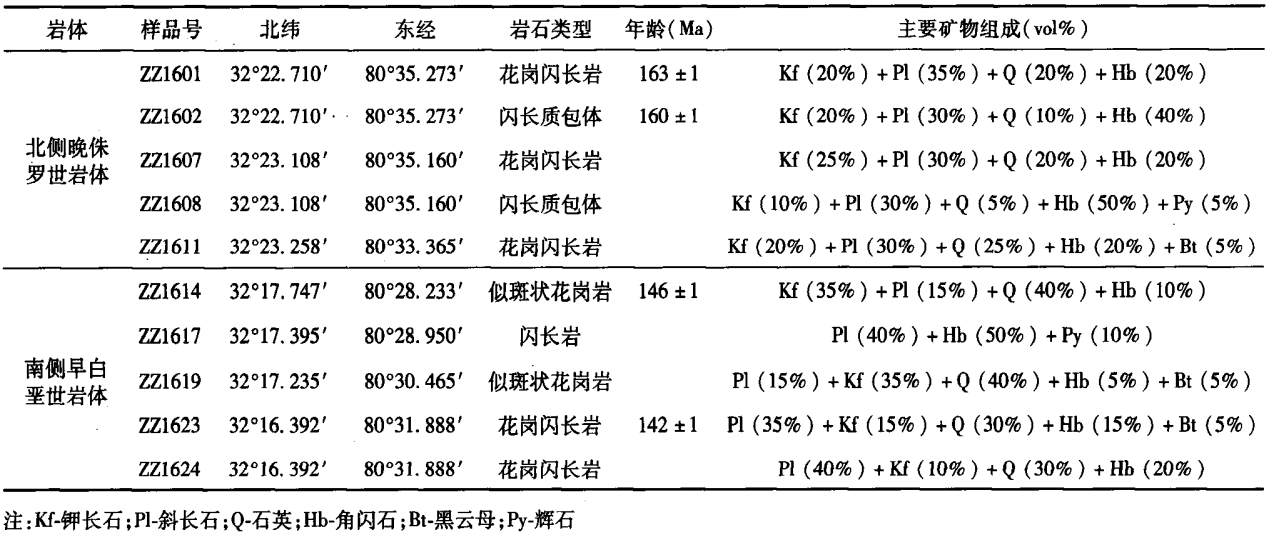 岩体 样品号 北纬 东经 岩石类型 年龄(Ma) 主要矿物组成(vol%)
北侧晚侏
罗世岩体
ZZ1601 32°22.710′ 80°35.273′ 花岗闪长岩 163±1 Kf (20%) + Pl (35%) + Q (20%) + Hb (20%)
ZZ1602 32°22.710′ 80°35.273′ 闪长质包体 160±1 Kf (20%) + Pl (30%) + Q (10%) + Hb (40%)
ZZ1607 32°23.108′ 80°35.160′ 花岗闪长岩 Kf (25%) + Pl (30%) + Q (20%) + Hb (20%)
ZZ1608 32°23.108′ 80°35.160′ 闪长质包体 Kf (10%) + Pl (30%) + Q (5%) + Hb (50%) + Py (5%)
ZZ1611 32°23.258′ 80°33.365′ 花岗闪长岩 Kf (20%) + Pl (30%) + Q (25%) + Hb (20%) + Bt (5%)
南侧早白
垩世岩体
ZZ1614 32°17.747′ 80°28.233′ 似斑状花岗岩 146±1 Kf (35%) + Pl (15%) + Q (40%) + Hb (10%)
ZZ1617 32°17.395′ 80°28.950′ 闪长岩 Pl (40%) + Hb (50%) + Py (10%)
ZZ1619 32°17.235′ 80°30.465′ 似斑状花岗岩 Pl (15%) + Kf (35%) + Q (40%) + Hb (5%) + Bt (5%)
ZZ1623 32°16.392′ 80°31.888′ 花岗闪长岩 142±1 Pl (35%) + Kf (15%) + Q (30%) + Hb (15%) + Bt (5%)
ZZ1624 32°16.392′ 80°31.888′ 花岗闪长岩 Pl (40%) + Kf (10%) + Q (30%) + Hb (20%)
注:Kf-钾长石;Pl-斜长石;Q-石英;Hb-角闪石;Bt-黑云母;Py-辉石